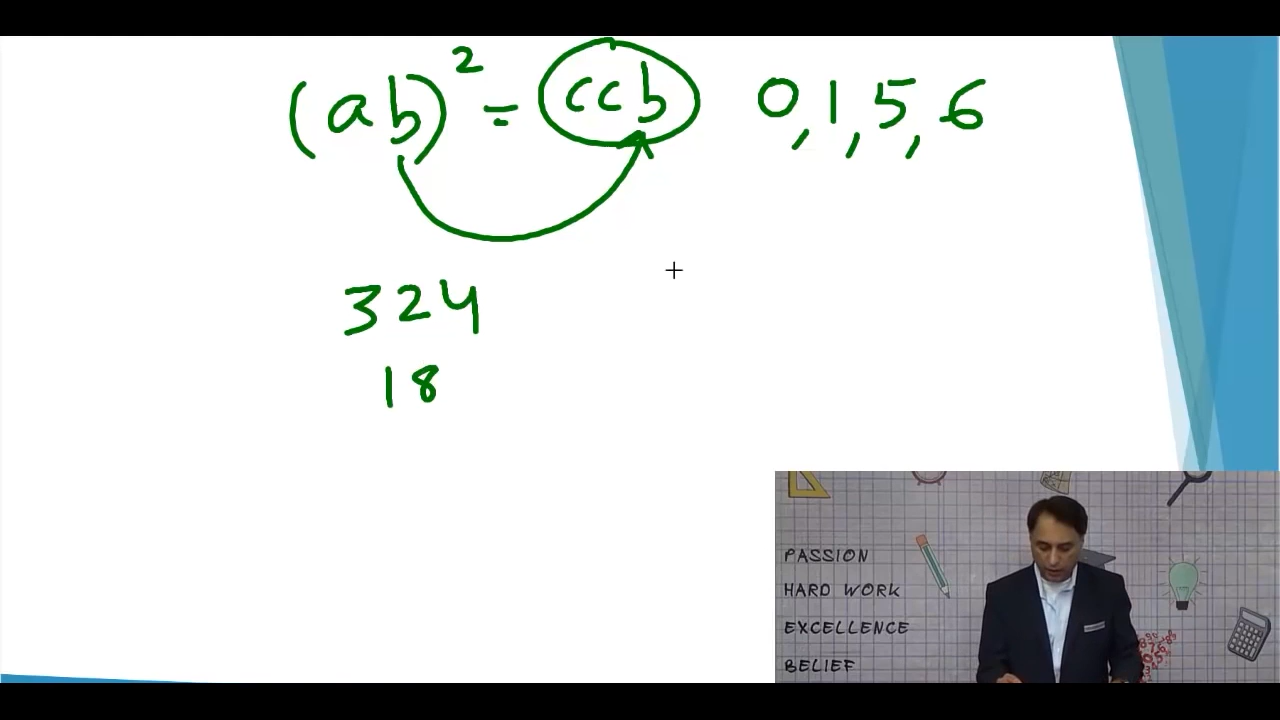 (ab)² = ccb 0,1,5,6
324
18
PASSION
HARD WORK
EXCELLENCE
BELIEF